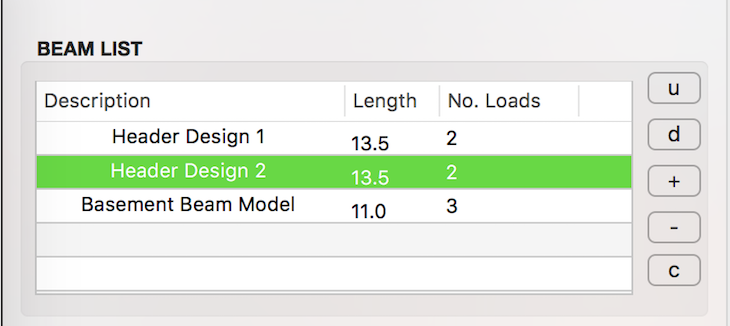 BEAM LIST
Description Length No. Loads
Header Design 1 13.5 2
Header Design 2 13.5 2
Basement Beam Model 11.0 3
u
d
+
-
c